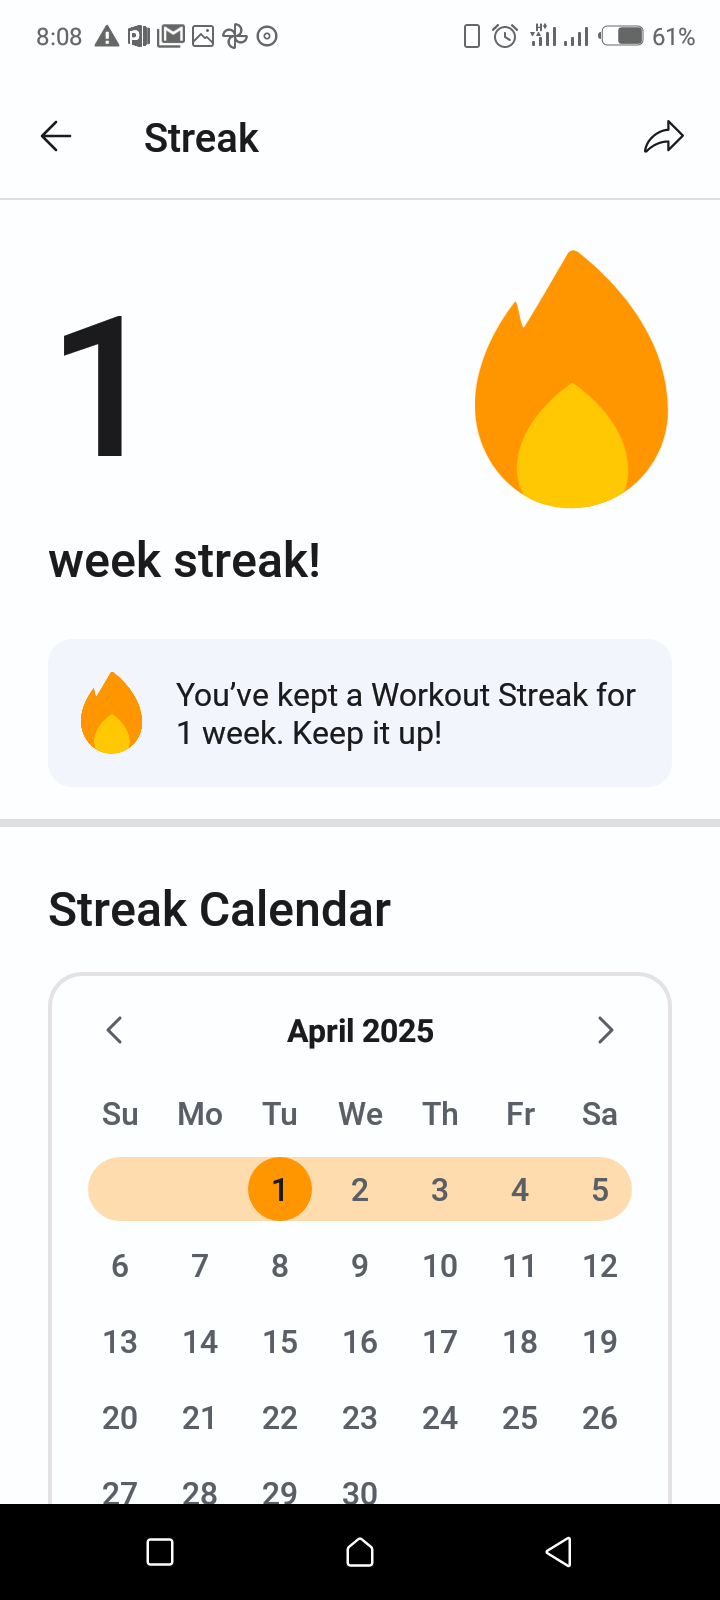 8:08 61%
Streak
1
week streak!
You’ve kept a Workout Streak for
1 week. Keep it up!
Streak Calendar
April 2025
Su Mo Tu We Th Fr Sa
1 2 3 4 5
6 7 8 9 10 11 12
13 14 15 16 17 18 19
20 21 22 23 24 25 26
27 28 29 30